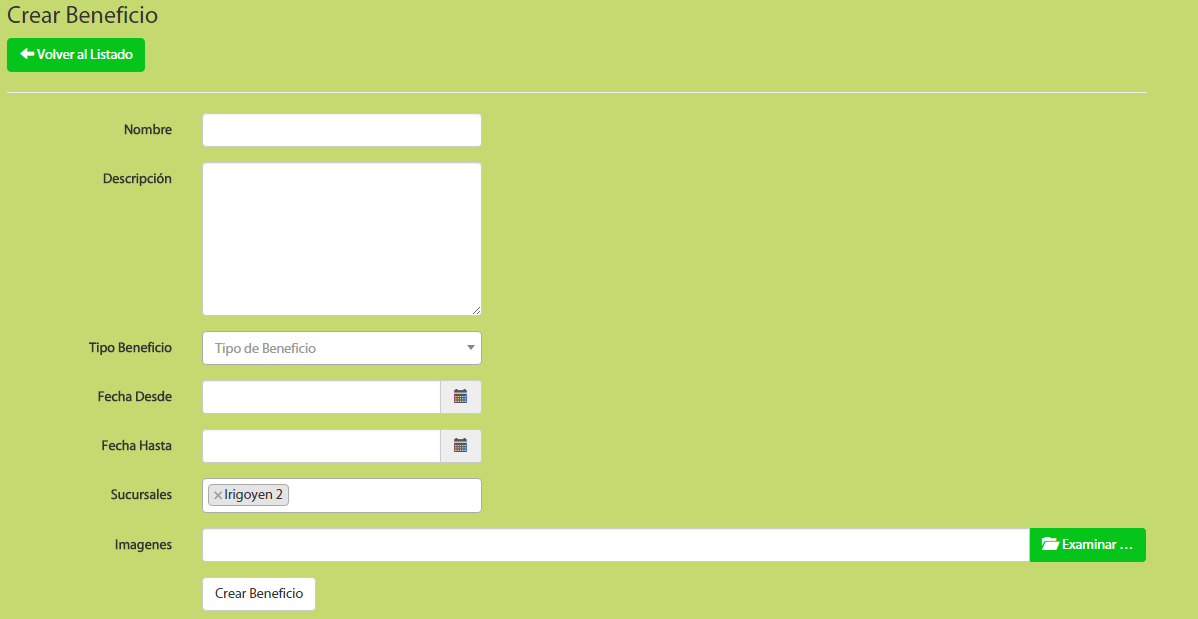 Crear Beneficio
Volver al Listado
Nombre
Descripción
Tipo Beneficio
Tipo de Beneficio
Fecha Desde
Fecha Hasta
Sucursales
×Irigoyen 2
Imagenes
Examinar ...
Crear Beneficio